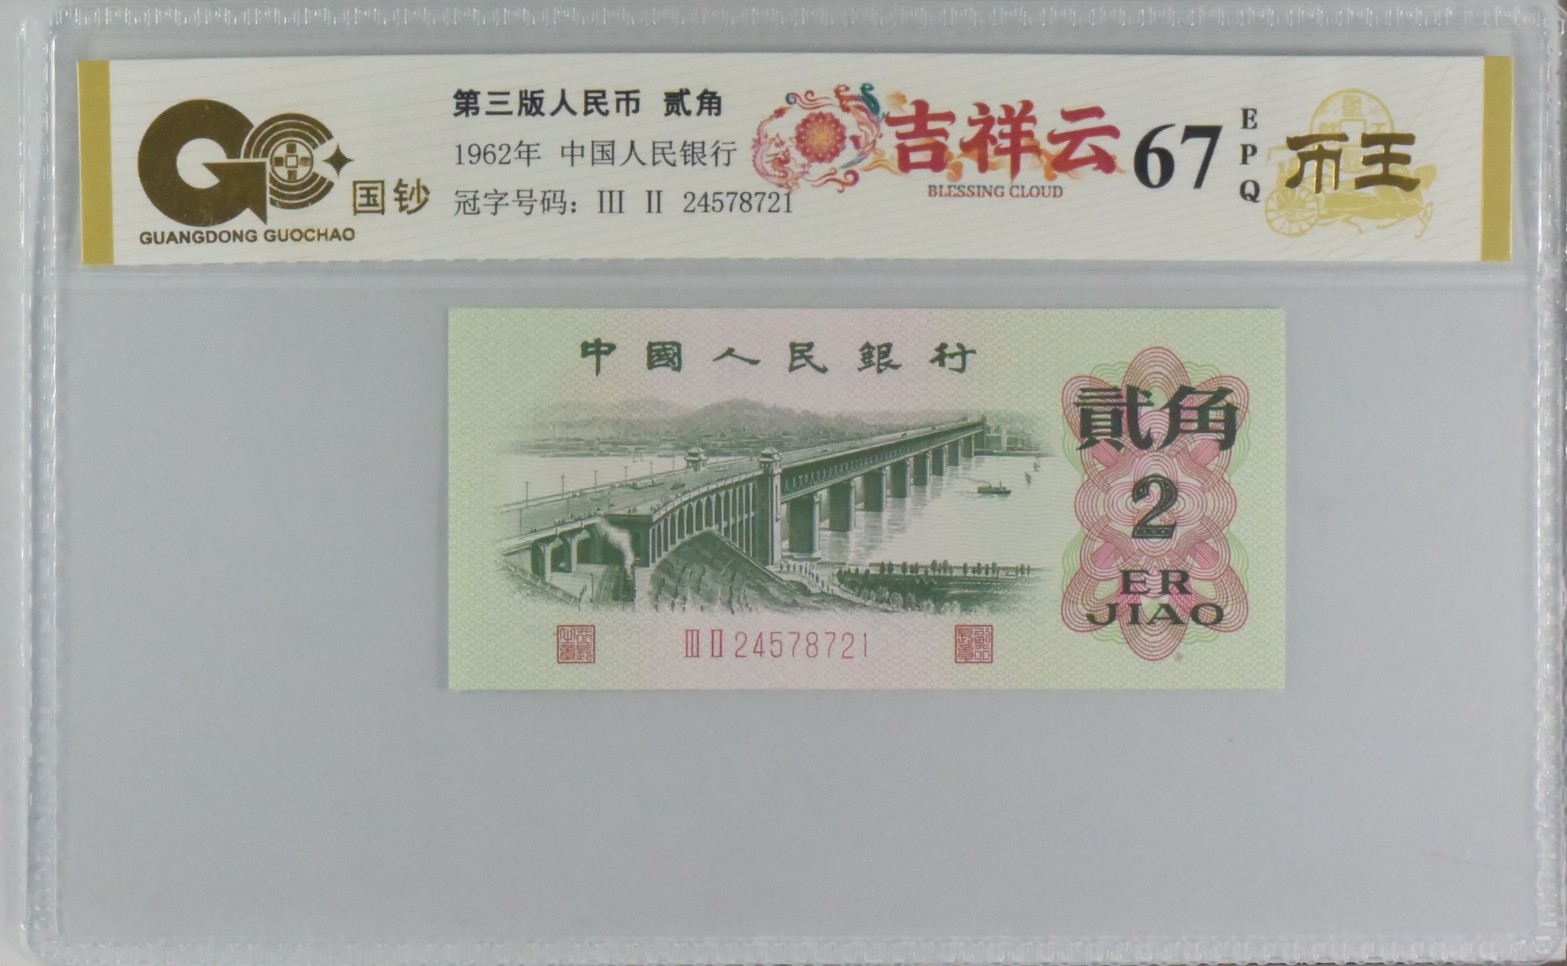 国钞
GUANGDONG GUOCHAO
第三版人民币 贰角
1962年 中国人民银行
冠字号码：III II 24578721
吉祥云
BLESSING CLOUD
67
EPQ
币王
中國人民銀行
貳角
2
ER
JIAO
III II 24578721